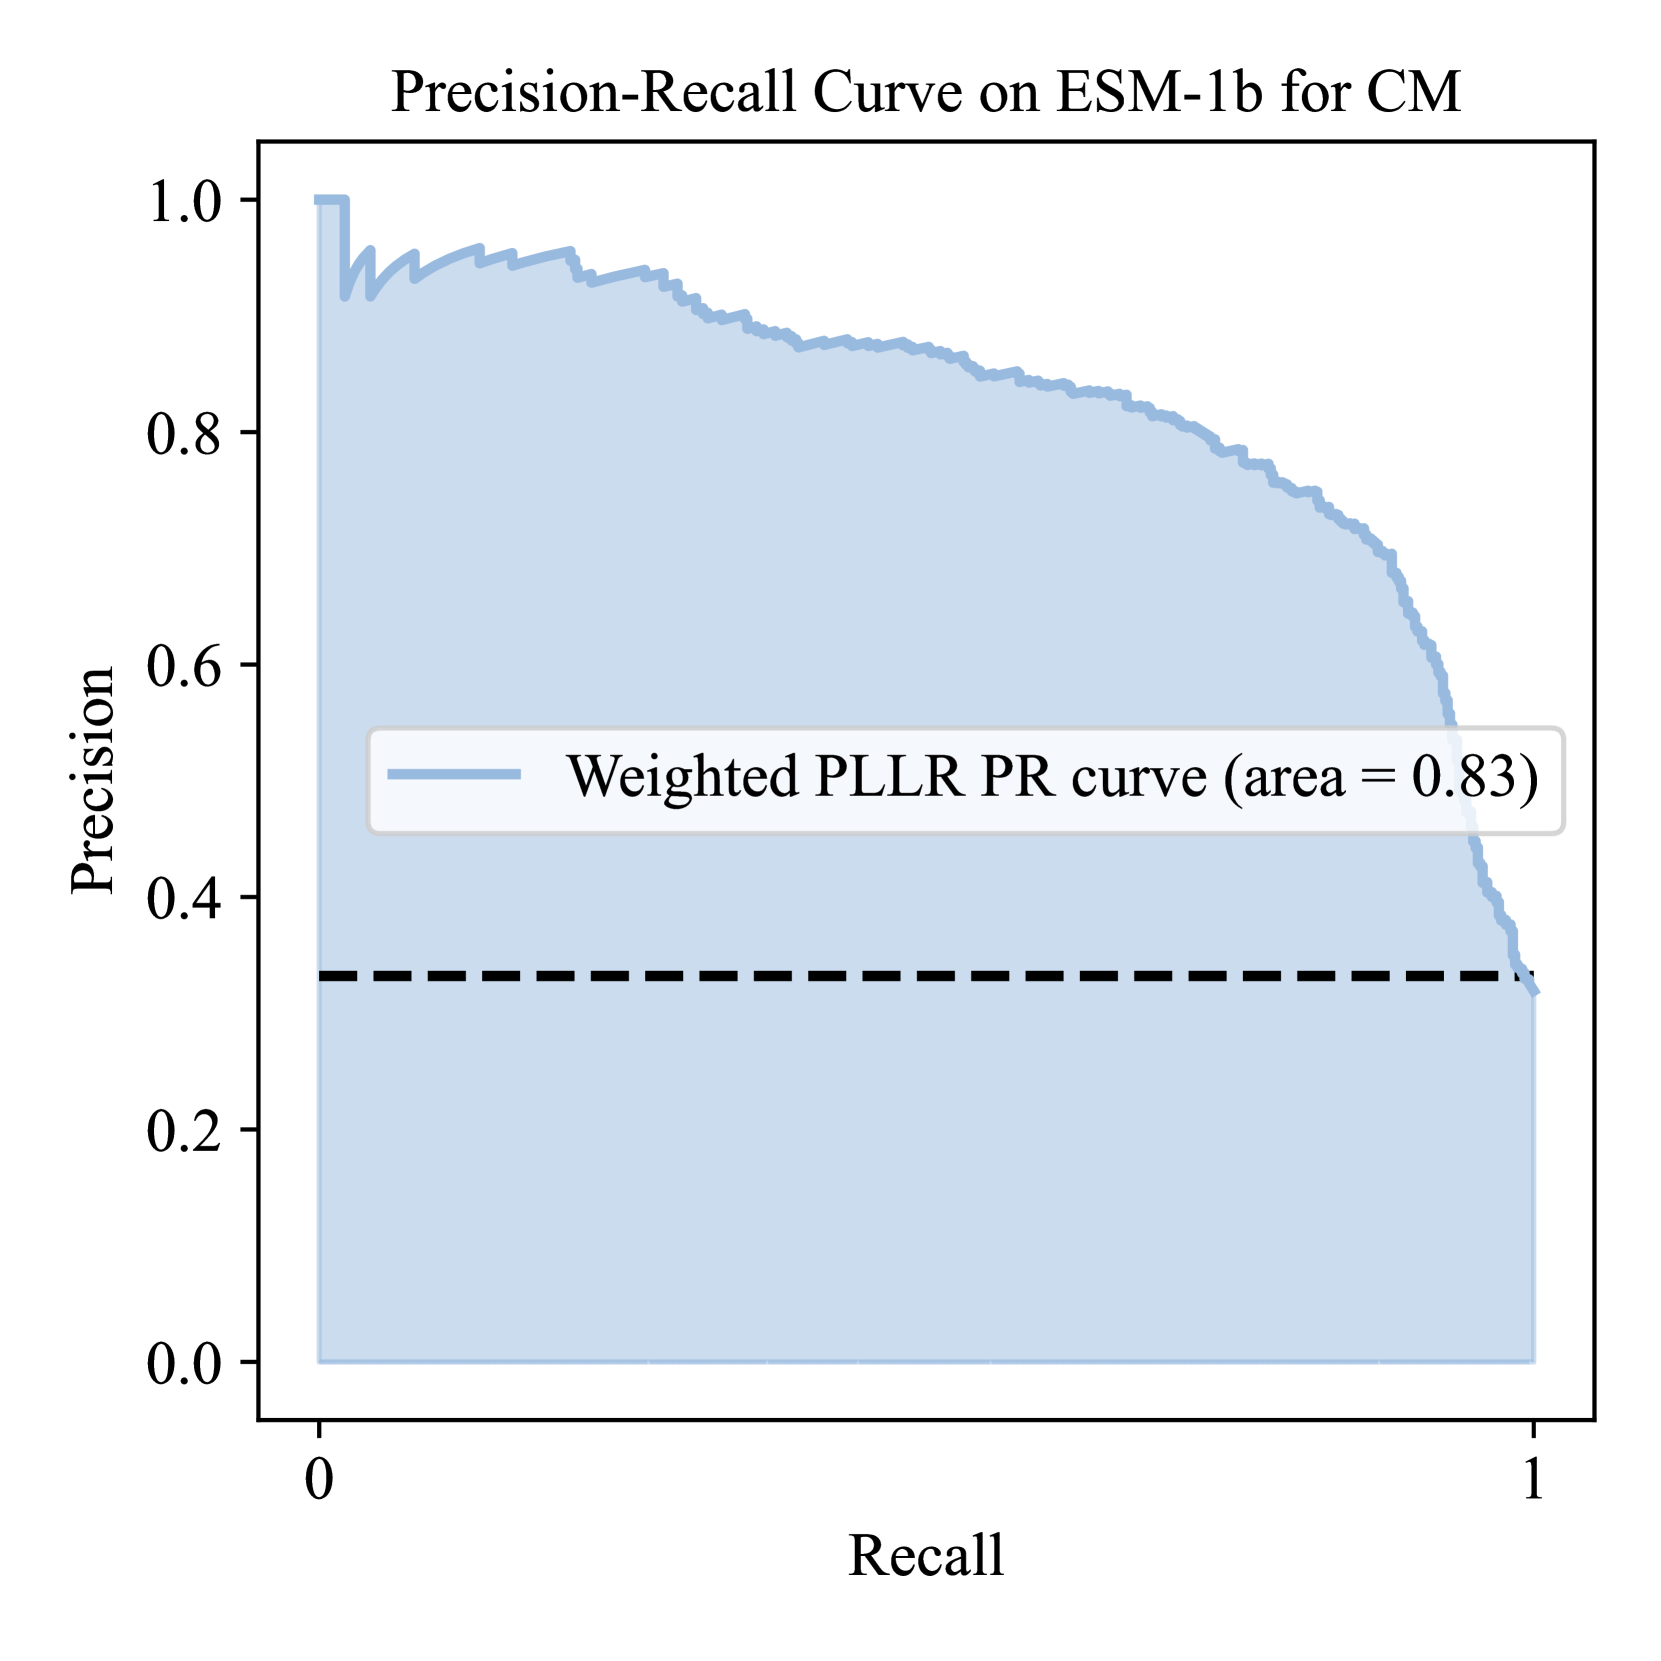 Precision-Recall Curve on ESM-1b for CM
1.0
0.8
0.6
0.4
0.2
0.0
Precision
Weighted PLLR PR curve (area = 0.83)
0
1
Recall